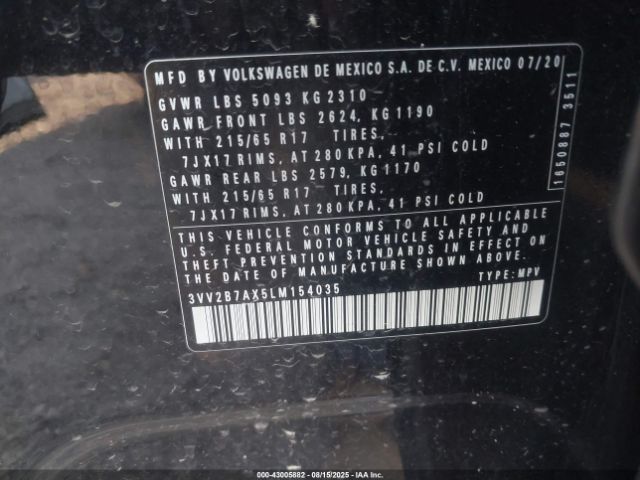 MFD BY VOLKSWAGEN DE MEXICO S.A. DE C.V. MEXICO 07/20
GVWR LBS 5093 KG 2310
GAWR FRONT LBS 2624, KG 1190
WITH 215/65 R17 TIRES,
7JX17 RIMS, AT 280 KPA, 41 PSI COLD
GAWR REAR LBS 2579, KG 1170
WITH 215/65 R17 TIRES,
7JX17 RIMS, AT 280 KPA, 41 PSI COLD
THIS VEHICLE CONFORMS TO ALL APPLICABLE
U.S. FEDERAL MOTOR VEHICLE SAFETY AND
THEFT PREVENTION STANDARDS IN EFFECT ON
THE DATE OF MANUFACTURE SHOWN ABOVE.
3VV2B7AX5LM154035 TYPE: MPV
1650887 3511
000-43005882 - 08/15/2025 - IAAI.com